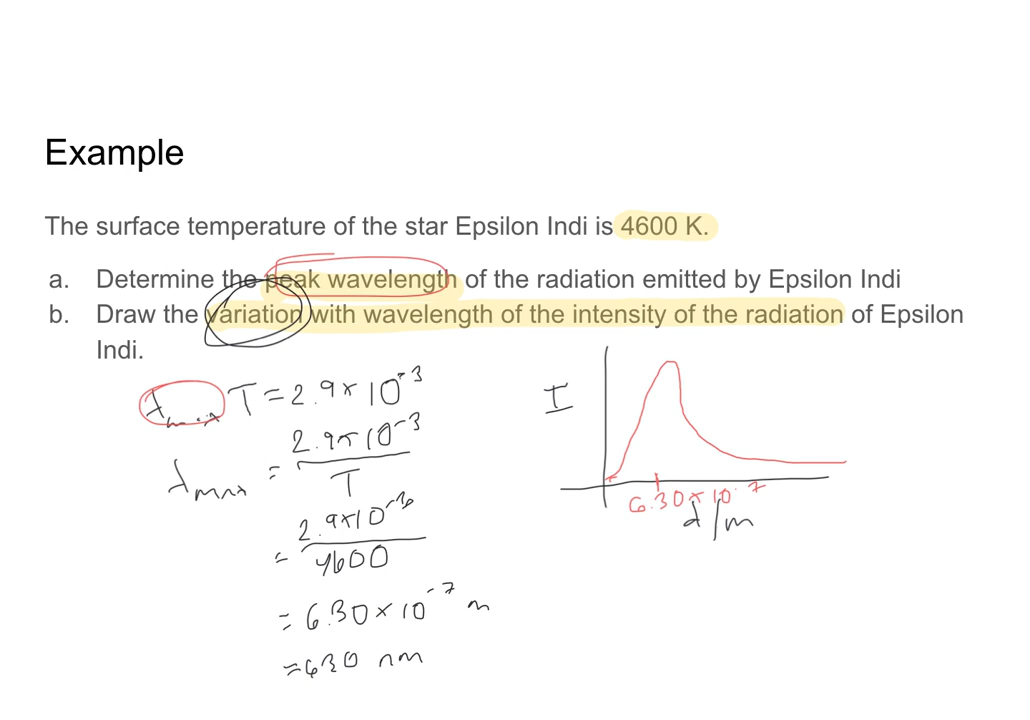 Example
The surface temperature of the star Epsilon Indi is 4600 K.
a. Determine the peak wavelength of the radiation emitted by Epsilon Indi
b. Draw the variation with wavelength of the intensity of the radiation of Epsilon
Indi.
λmax T = 2.9 × 10⁻³
λmax = 2.9 × 10⁻³
T
= 2.9 × 10⁻³
4600
= 6.30 × 10⁻⁷ m
= 630 nm
I
6.30 × 10⁻⁷
λ/m